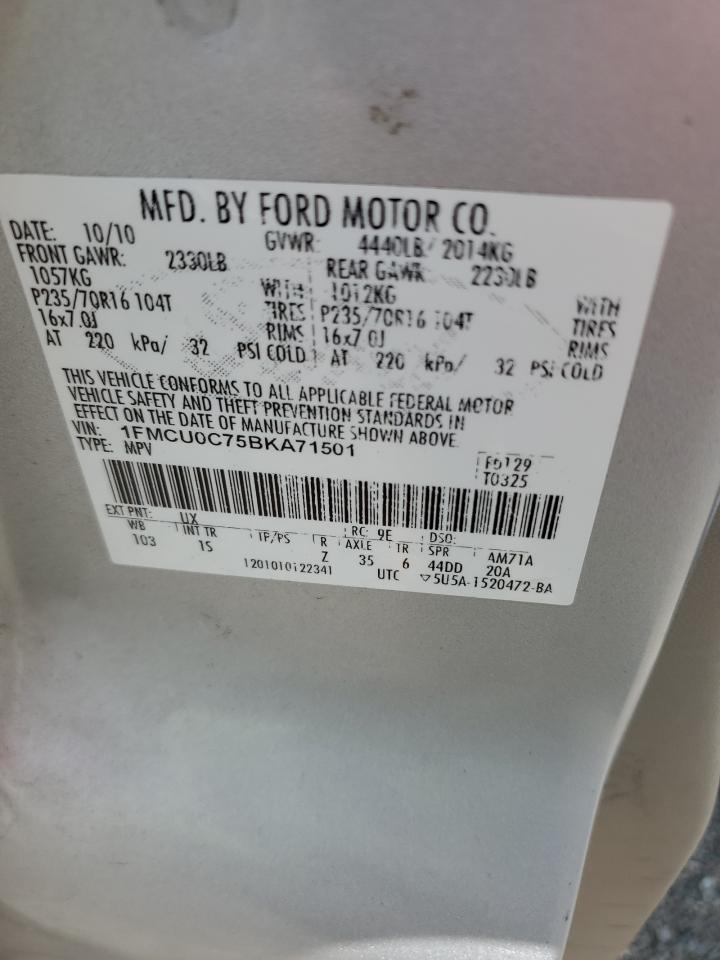 MFD. BY FORD MOTOR CO.
DATE: 10/10 GVWR: 4440LB/ 2014KG
FRONT GAWR: 2330LB REAR GAWR: 2230LB
1057KG WITH 1012KG WITH
P235/70R16 104T TIRES P235/70R16 104T TIRES
16x7.0J RIMS 16x7.0J RIMS
AT 220 kPa/ 32 PSI COLD AT 220 kPa/ 32 PSI COLD
THIS VEHICLE CONFORMS TO ALL APPLICABLE FEDERAL MOTOR
VEHICLE SAFETY AND THEFT PREVENTION STANDARDS IN
EFFECT ON THE DATE OF MANUFACTURE SHOWN ABOVE.
VIN: 1FMCU0C75BKA71501
TYPE: MPV F0129
T0325
EXT PNT: UX RC: 9E DSO:
WB INT TR TP/PS R AXLE TR SPR AM71A
103 1S Z 35 6 44DD 20A
1201010122341 UTC ▽5U5A-1520472-BA